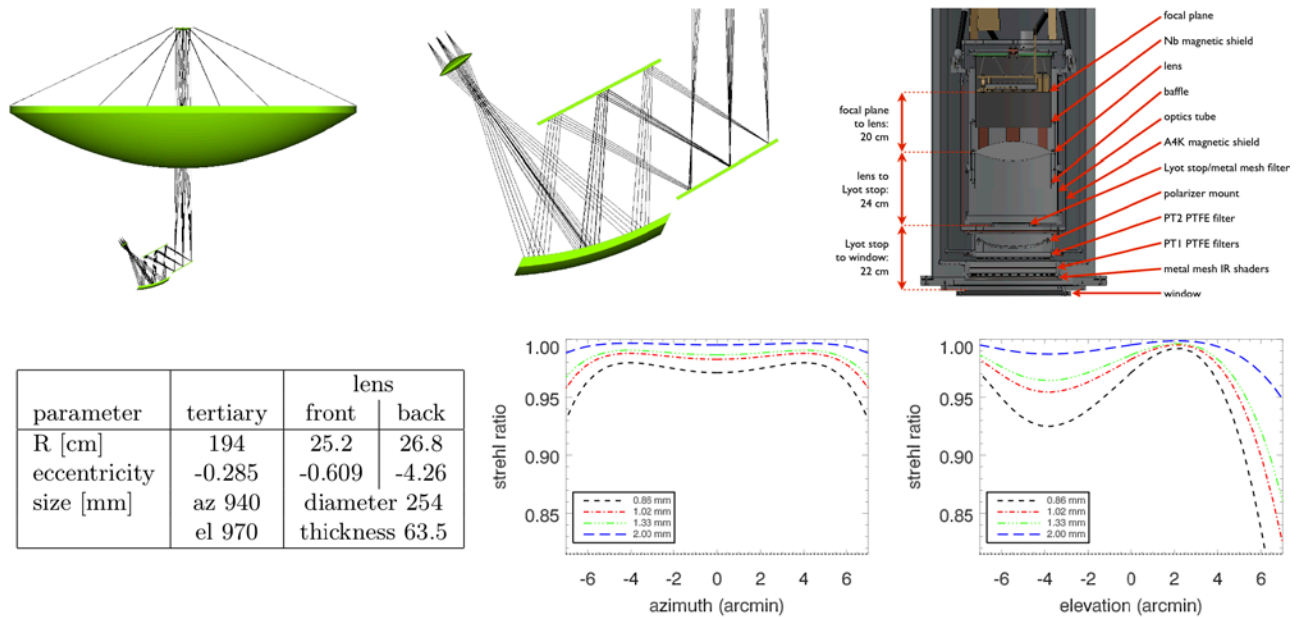 focal plane
Nb magnetic shield
lens
baffle
optics tube
A4K magnetic shield
Lyot stop/metal mesh filter
polarizer mount
PT2 PTFE filter
PT1 PTFE filters
metal mesh IR shaders
window
focal plane
to lens:
20 cm
lens to
Lyot stop:
24 cm
Lyot stop
to window:
22 cm
lens
parameter tertiary front back
R [cm] 194 25.2 26.8
eccentricity -0.285 -0.609 -4.26
size [mm] az 940 diameter 254
el 970 thickness 63.5
1.00
0.95
0.90
0.85
strehl ratio
0.86 mm
1.02 mm
1.33 mm
2.00 mm
-6 -4 -2 0 2 4 6
azimuth (arcmin)
1.00
0.95
0.90
0.85
strehl ratio
0.86 mm
1.02 mm
1.33 mm
2.00 mm
-6 -4 -2 0 2 4 6
elevation (arcmin)